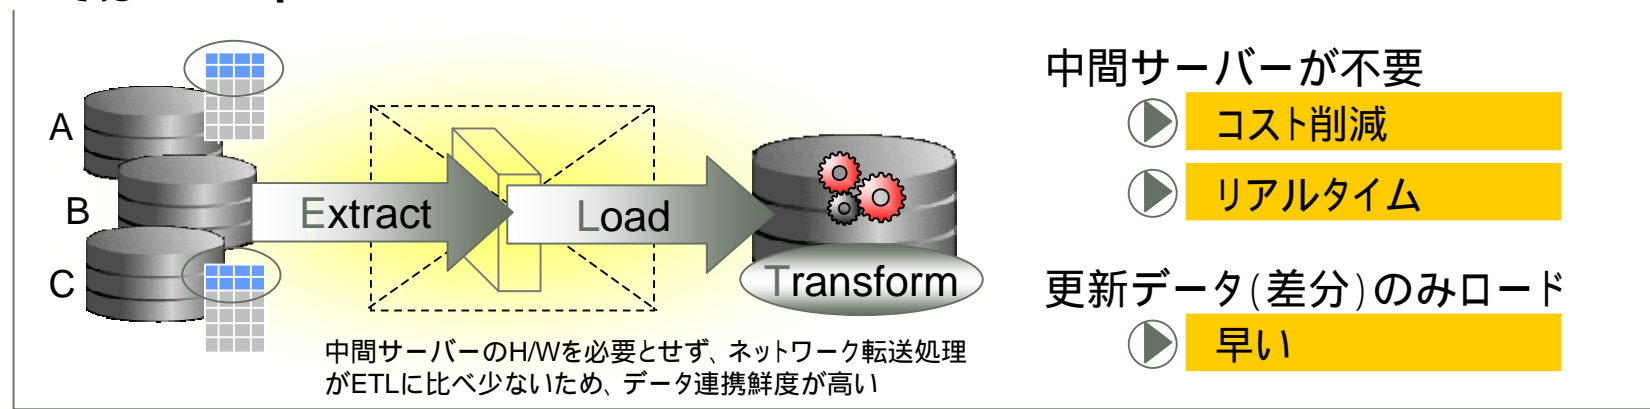 A
B
C
Extract
Load
Transform
中間サーバーのH/Wを必要とせず、ネットワーク転送処理
がETLに比べ少ないため、データ連携鮮度が高い
中間サーバーが不要
コスト削減
リアルタイム
更新データ(差分)のみロード
早い